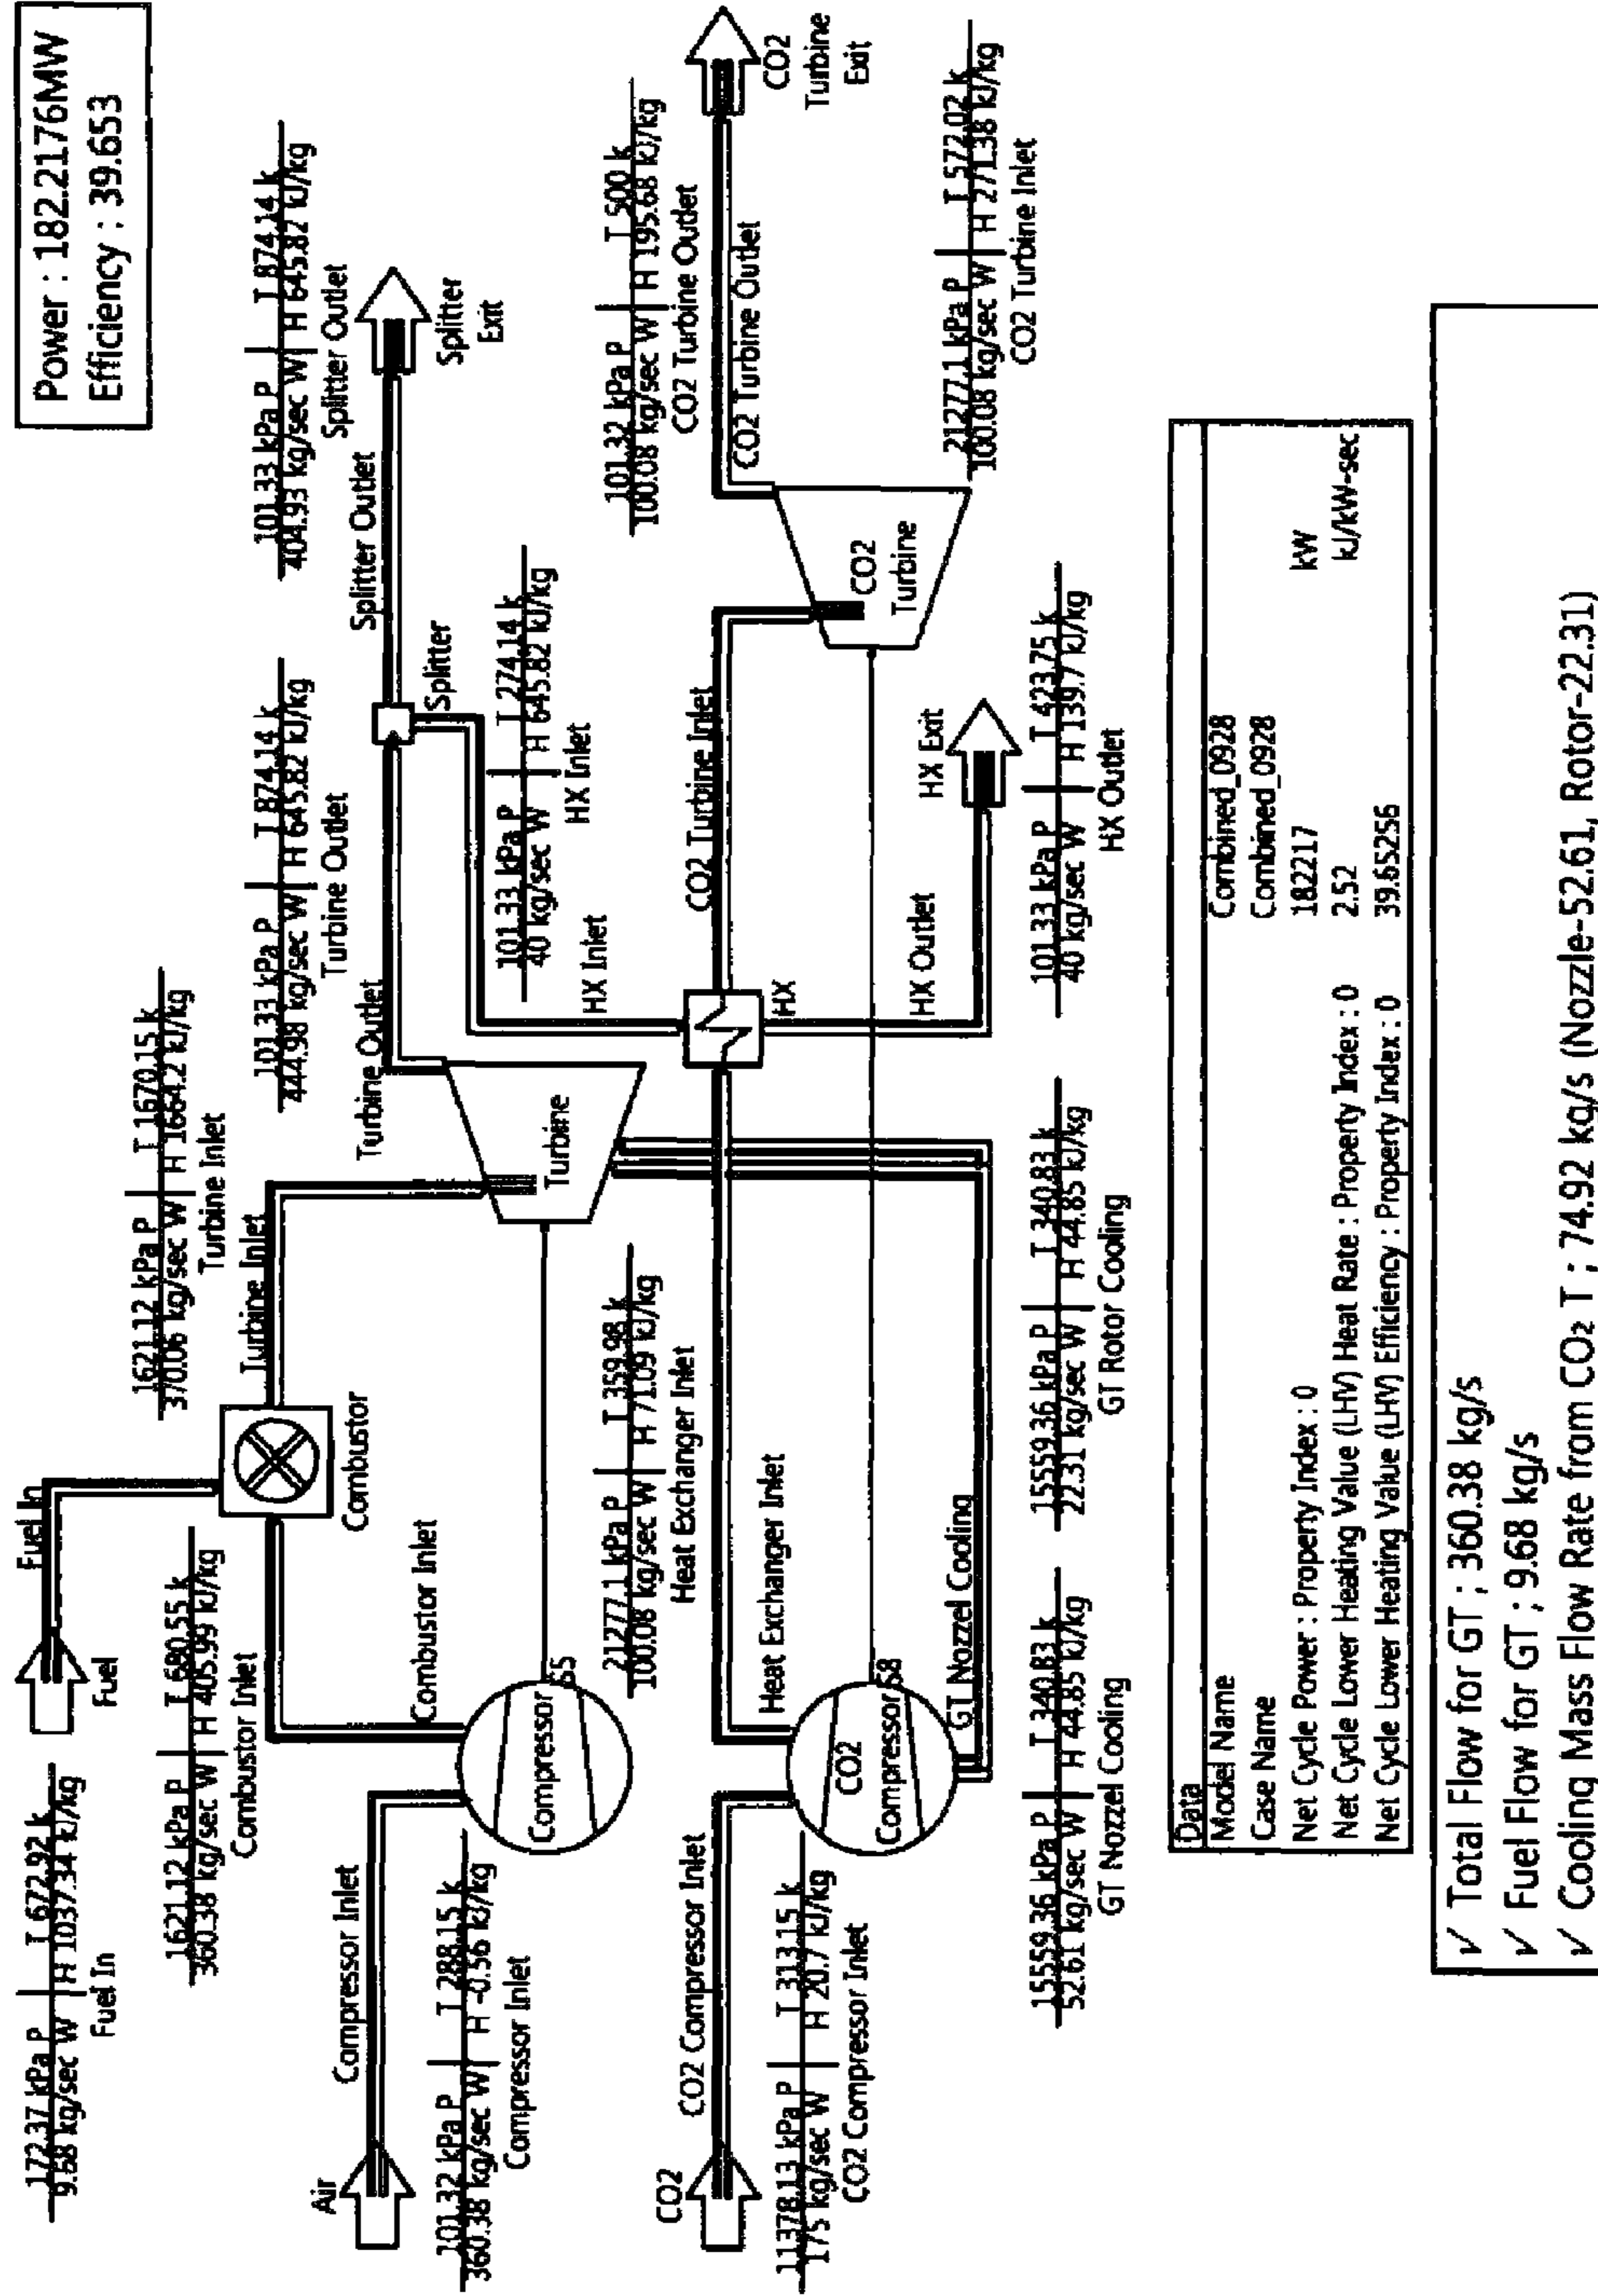 Power : 182.2176MW
Efficiency : 39.653
172.37 kPa P T 672.92 k
9.68 kg/sec W H 1037.34 kJ/kg
Fuel In
Fuel
Fuel In
1621.12 kPa P T 680.55 k
360.38 kg/sec W H 405.99 kJ/kg
Combustor Inlet
Combustor
1621.12 kPa P T 1670.15 k
370.06 kg/sec W H 1664.2 kJ/kg
Turbine Inlet
Turbine Inlet
101.33 kPa P T 874.14 k
444.98 kg/sec W H 645.82 kJ/kg
Turbine Outlet
Turbine Outlet
101.33 kPa P T 874.14 k
404.93 kg/sec W H 645.82 kJ/kg
Splitter Outlet
Splitter Outlet
Splitter
Exit
Splitter
Air
Compressor Inlet
101.32 kPa P T 288.15 k
360.38 kg/sec W H -0.56 kJ/kg
Compressor Inlet
Combustor Inlet
Compressor 65
Turbine
101.33 kPa P T 274.14 k
40 kg/sec W H 645.82 kJ/kg
HX Inlet
HX Inlet
21277.1 kPa P T 359.98 k
100.08 kg/sec W H 71.09 kJ/kg
Heat Exchanger Inlet
101.32 kPa P T 500 k
100.08 kg/sec W H 195.68 kJ/kg
CO2 Turbine Outlet
CO2
Turbine
Exit
CO2
CO2 Compressor Inlet
11378.13 kPa P T 313.15 k
175 kg/sec W H 20.7 kJ/kg
CO2 Compressor Inlet
Heat Exchanger Inlet
CO2
Compressor68
HX
CO2 Turbine Inlet
CO2 Turbine Outlet
CO2
Turbine
21277.1 kPa P T 572.02 k
100.08 kg/sec W H 271.38 kJ/kg
CO2 Turbine Inlet
GT Nozzel Cooling
HX Outlet
HX Exit
15559.36 kPa P T 340.83 k
52.61 kg/sec W H 44.85 kJ/kg
GT Nozzel Cooling
15559.36 kPa P T 340.83 k
22.31 kg/sec W H 44.85 kJ/kg
GT Rotor Cooling
101.33 kPa P T 423.75 k
40 kg/sec W H 139.7 kJ/kg
HX Outlet
Data
Model Name Combined_0928
Case Name Combined_0928
Net Cycle Power : Property Index : 0 182217 kW
Net Cycle Lower Heating Value (LHV) Heat Rate : Property Index : 0 2.52 kJ/kW-sec
Net Cycle Lower Heating Value (LHV) Efficiency : Property Index : 0 39.65256
✓ Total Flow for GT ; 360.38 kg/s
✓ Fuel Flow for GT ; 9.68 kg/s
✓ Cooling Mass Flow Rate from CO₂ T ; 74.92 kg/s (Nozzle-52.61, Rotor-22.31)